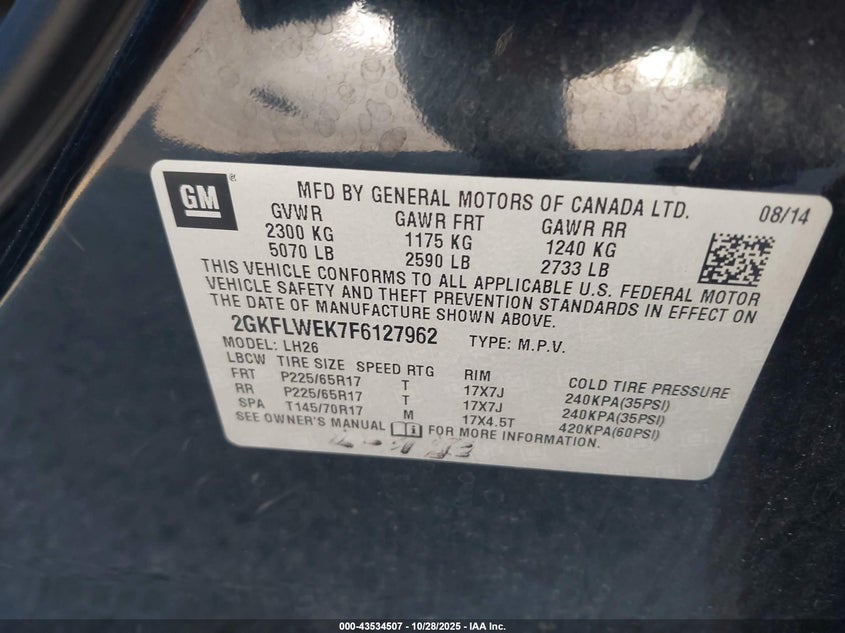 GM
MFD BY GENERAL MOTORS OF CANADA LTD. 08/14
GVWR GAWR FRT GAWR RR
2300 KG 1175 KG 1240 KG
5070 LB 2590 LB 2733 LB
THIS VEHICLE CONFORMS TO ALL APPLICABLE U.S. FEDERAL MOTOR
VEHICLE SAFETY AND THEFT PREVENTION STANDARDS IN EFFECT ON
THE DATE OF MANUFACTURE SHOWN ABOVE.
2GKFLWEK7F6127962 TYPE: M.P.V.
MODEL: LH26
LBCW TIRE SIZE SPEED RTG RIM COLD TIRE PRESSURE
FRT P225/65R17 T 17X7J 240KPA(35PSI)
RR P225/65R17 T 17X7J 240KPA(35PSI)
SPA T145/70R17 M 17X4.5T 420KPA(60PSI)
SEE OWNER'S MANUAL FOR MORE INFORMATION.
000-43534507 - 10/28/2025 - IAA Inc.